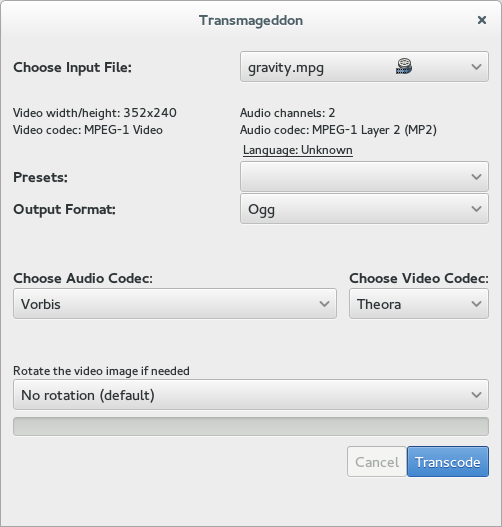 Transmageddon
Choose Input File: gravity.mpg
Video width/height: 352x240 Audio channels: 2
Video codec: MPEG-1 Video Audio codec: MPEG-1 Layer 2 (MP2)
Language: Unknown
Presets:
Output Format: Ogg
Choose Audio Codec: Choose Video Codec:
Vorbis Theora
Rotate the video image if needed
No rotation (default)
Cancel Transcode